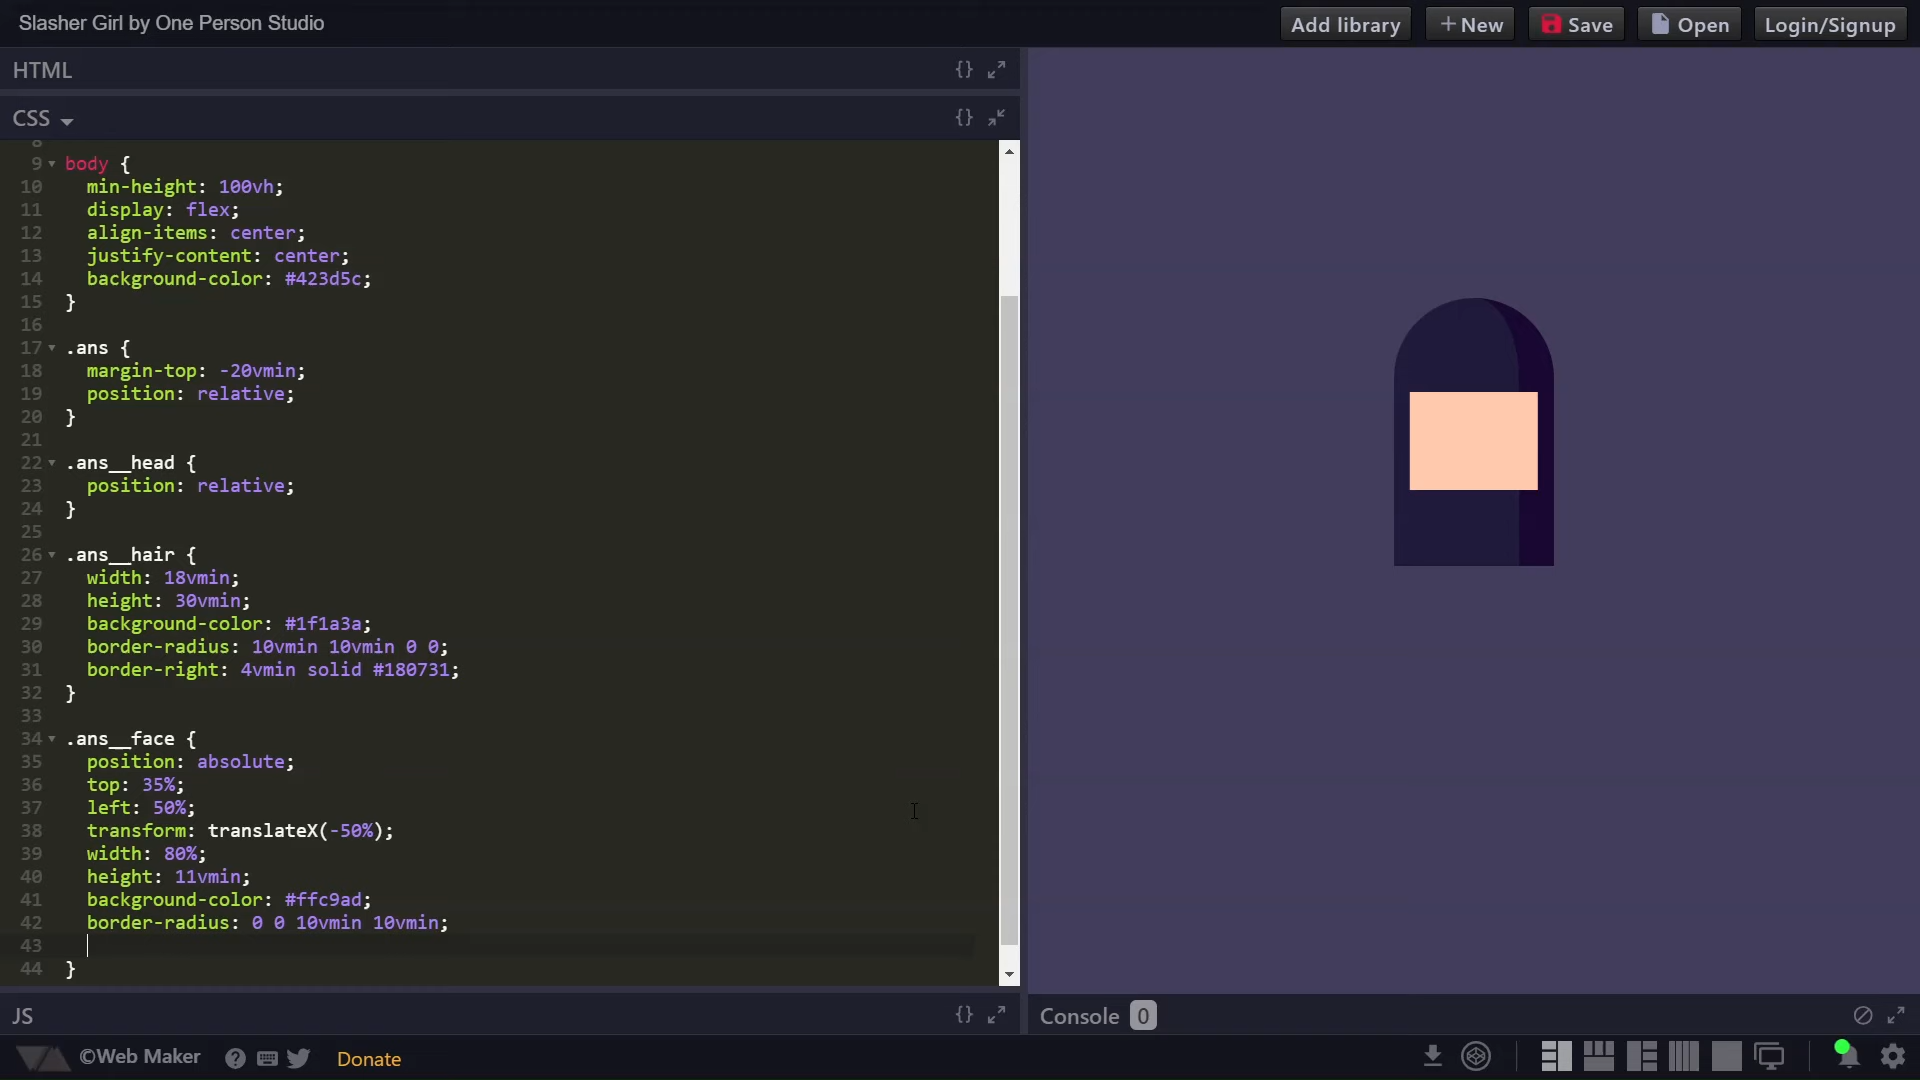 Slasher Girl by One Person Studio
Add library
+ New
Save
Open
Login/Signup
HTML
{}
CSS
{}
8
9 body {
10 min-height: 100vh;
11 display: flex;
12 align-items: center;
13 justify-content: center;
14 background-color: #423d5c;
15 }
16
17 .ans {
18 margin-top: -20vmin;
19 position: relative;
20 }
21
22 .ans__head {
23 position: relative;
24 }
25
26 .ans__hair {
27 width: 18vmin;
28 height: 30vmin;
29 background-color: #1f1a3a;
30 border-radius: 10vmin 10vmin 0 0;
31 border-right: 4vmin solid #180731;
32 }
33
34 .ans__face {
35 position: absolute;
36 top: 35%;
37 left: 50%;
38 transform: translateX(-50%);
39 width: 80%;
40 height: 11vmin;
41 background-color: #ffc9ad;
42 border-radius: 0 0 10vmin 10vmin;
43
44 }
JS
{}
Console 0
©Web Maker
?
Donate